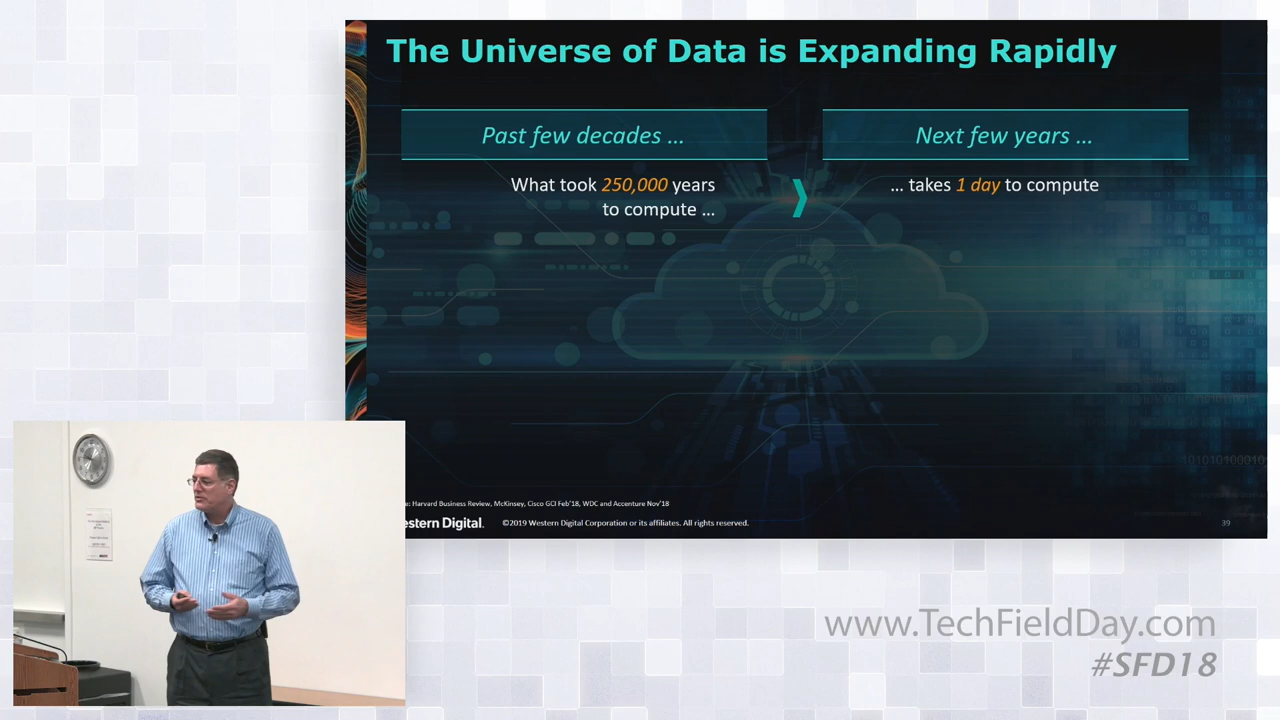 The Universe of Data is Expanding Rapidly
Past few decades ...
Next few years ...
What took 250,000 years
to compute ...
... takes 1 day to compute
Harvard Business Review, McKinsey, Cisco GCI Feb'18, WDC and Accenture Nov'18
estern Digital.
©2019 Western Digital Corporation or its affiliates. All rights reserved.
39
www.TechFieldDay.com
#SFD18